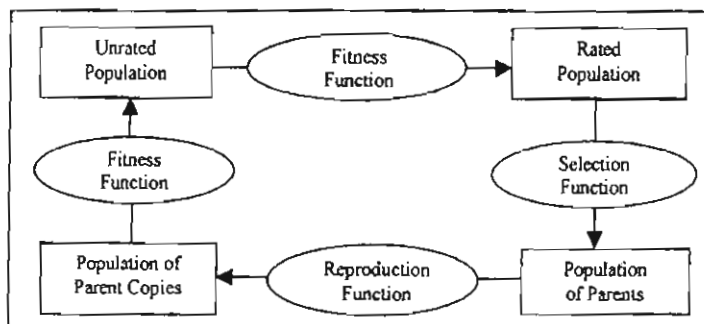 Unrated
Population
Fitness
Function
Rated
Population
Fitness
Function
Selection
Function
Population of
Parent Copies
Reproduction
Function
Population
of Parents